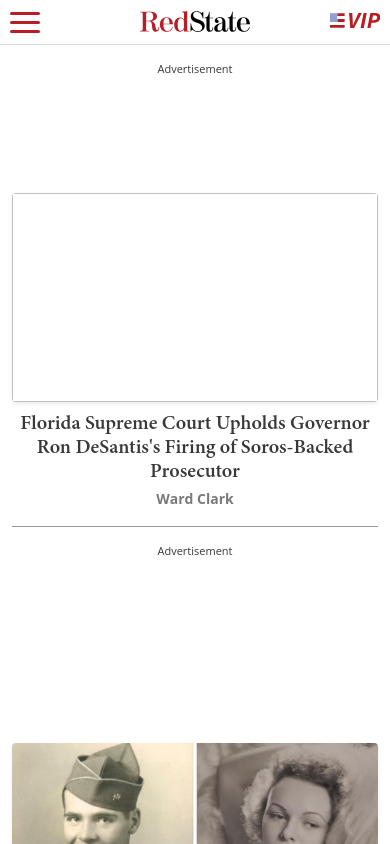 RedState
VIP
Advertisement
Florida Supreme Court Upholds Governor
Ron DeSantis's Firing of Soros-Backed
Prosecutor
Ward Clark
Advertisement